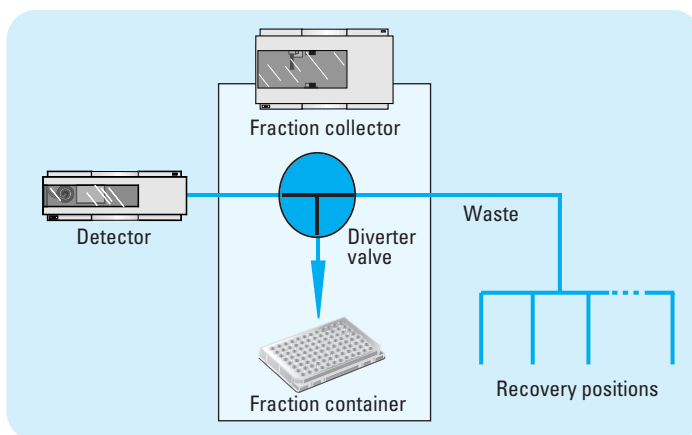 Fraction collector
Detector
Diverter
valve
Waste
Fraction container
Recovery positions